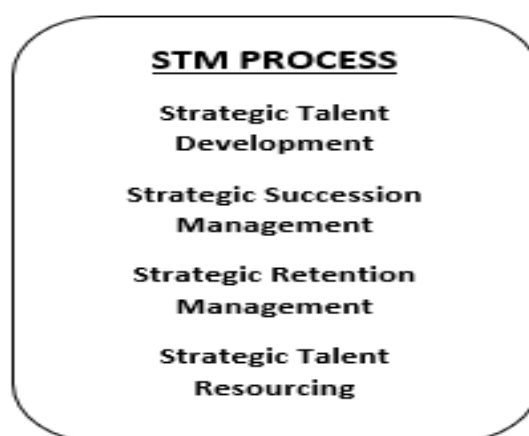 STM PROCESS
Strategic Talent
Development
Strategic Succession
Management
Strategic Retention
Management
Strategic Talent
Resourcing